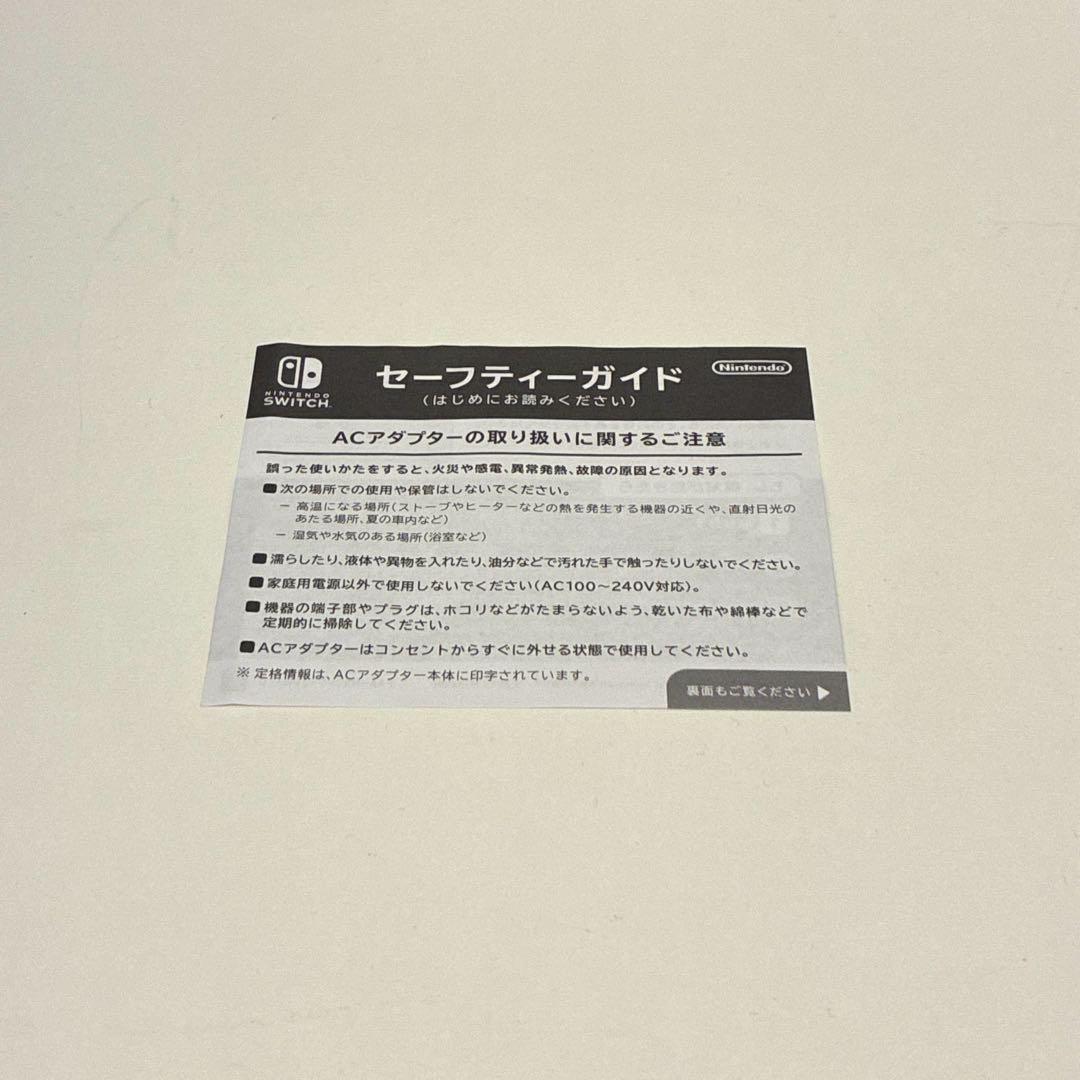 NINTENDO
SWITCH™
セーフティーガイド
Nintendo
(はじめにお読みください)
ACアダプターの取り扱いに関するご注意
誤った使いかたをすると、火災や感電、異常発熱、故障の原因となります。
■次の場所での使用や保管はしないでください。
－ 高温になる場所(ストーブやヒーターなどの熱を発生する機器の近くや、直射日光の
あたる場所、夏の車内など)
－ 湿気や水気のある場所(浴室など)
■濡らしたり、液体や異物を入れたり、油分などで汚れた手で触ったりしないでください。
■家庭用電源以外で使用しないでください(AC100～240V対応)。
■機器の端子部やプラグは、ホコリなどがたまらないよう、乾いた布や綿棒などで
定期的に掃除してください。
■ACアダプターはコンセントからすぐに外せる状態で使用してください。
※ 定格情報は、ACアダプター本体に印字されています。
裏面もご覧ください ▶